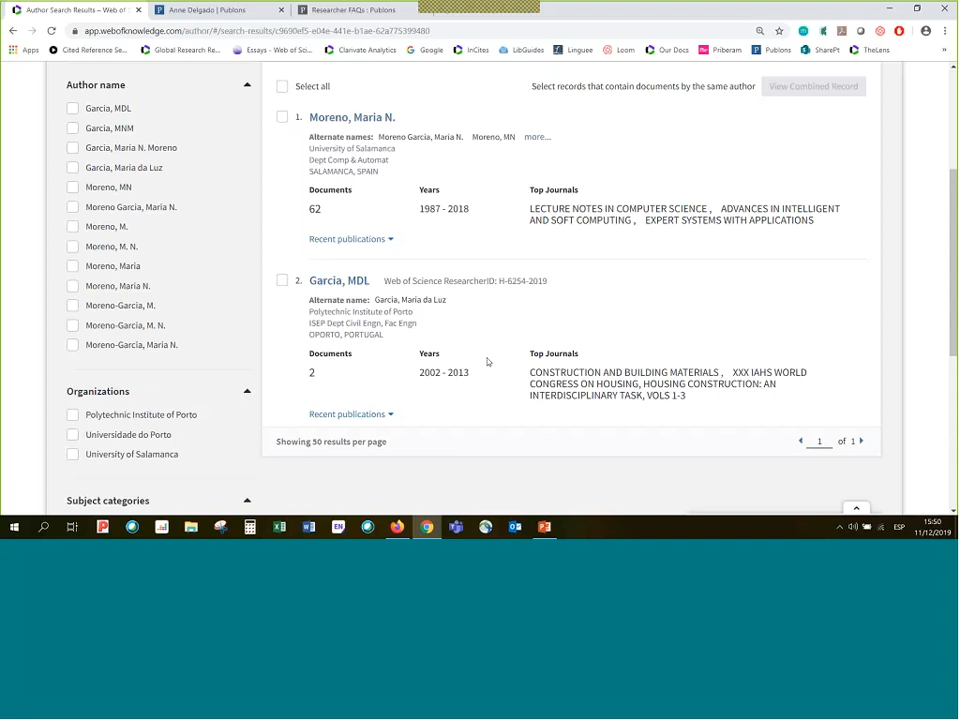 Author Search Results – Web of
Anne Delgado | Publons
Researcher FAQs : Publons
app.webofknowledge.com/author/#/search-results/c9690ef5-e04e-441e-b1ae-62a775399480
Apps
Cited Reference Se...
Global Research Re...
Essays - Web of Sci...
Clarivate Analytics
Google
InCites
LibGuides
Linguee
Loom
Our Docs
Priberam
Publons
SharePt
TheLens
»
Author name
Garcia, MDL
Garcia, MNM
Garcia, Maria N. Moreno
Garcia, Maria da Luz
Moreno, MN
Moreno Garcia, Maria N.
Moreno, M.
Moreno, M. N.
Moreno, Maria
Moreno, Maria N.
Moreno-Garcia, M.
Moreno-Garcia, M. N.
Moreno-Garcia, Maria N.
Organizations
Polytechnic Institute of Porto
Universidade do Porto
University of Salamanca
Subject categories
Select all
Select records that contain documents by the same author
View Combined Record
1. Moreno, Maria N.
Alternate names: Moreno Garcia, Maria N. Moreno, MN more...
University of Salamanca
Dept Comp & Automat
SALAMANCA, SPAIN
Documents Years Top Journals
62 1987 - 2018 LECTURE NOTES IN COMPUTER SCIENCE , ADVANCES IN INTELLIGENT
AND SOFT COMPUTING , EXPERT SYSTEMS WITH APPLICATIONS
Recent publications
2. Garcia, MDL Web of Science ResearcherID: H-6254-2019
Alternate name: Garcia, Maria da Luz
Polytechnic Institute of Porto
ISEP Dept Civil Engn, Fac Engn
OPORTO, PORTUGAL
Documents Years Top Journals
2 2002 - 2013 CONSTRUCTION AND BUILDING MATERIALS , XXX IAHS WORLD
CONGRESS ON HOUSING, HOUSING CONSTRUCTION: AN
INTERDISCIPLINARY TASK, VOLS 1-3
Recent publications
Showing 50 results per page
1 of 1
EN
ESP
15:50
11/12/2019